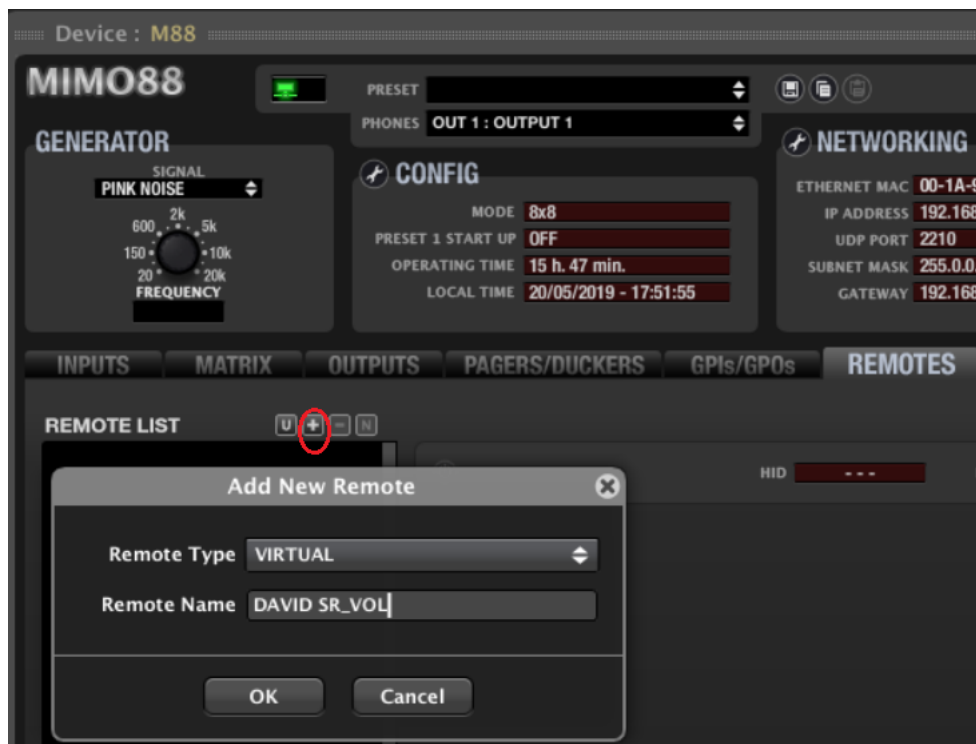 Device : M88
MIMO88
PRESET
PHONES OUT 1 : OUTPUT 1
GENERATOR
SIGNAL
PINK NOISE
2k
600 5k
150 10k
20 20k
FREQUENCY
CONFIG
MODE 8x8
PRESET 1 START UP OFF
OPERATING TIME 15 h. 47 min.
LOCAL TIME 20/05/2019 - 17:51:55
NETWORKING
ETHERNET MAC 00-1A-9
IP ADDRESS 192.168
UDP PORT 2210
SUBNET MASK 255.0.0.
GATEWAY 192.168
INPUTS MATRIX OUTPUTS PAGERS/DUCKERS GPIs/GPOs REMOTES
REMOTE LIST U + - N
HID - - -
Add New Remote
Remote Type VIRTUAL
Remote Name DAVID SR_VOL
OK Cancel